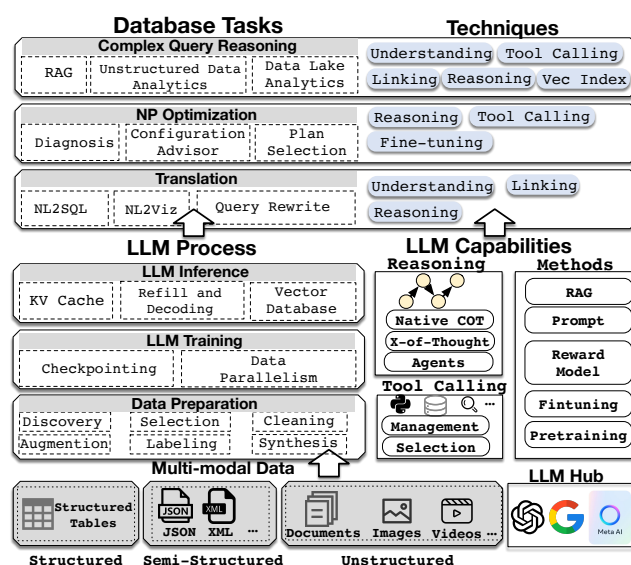 Database Tasks
Techniques
Complex Query Reasoning
RAG
Unstructured Data
Analytics
Data Lake
Analytics
Understanding
Tool Calling
Linking
Reasoning
Vec Index
NP Optimization
Diagnosis
Configuration
Advisor
Plan
Selection
Reasoning
Tool Calling
Fine-tuning
Translation
NL2SQL
NL2Viz
Query Rewrite
Understanding
Linking
Reasoning
LLM Process
LLM Inference
KV Cache
Refill and
Decoding
Vector
Database
LLM Training
Checkpointing
Data
Parallelism
Data Preparation
Discovery
Selection
Cleaning
Augmention
Labeling
Synthesis
LLM Capabilities
Reasoning
Native COT
X-of-Thought
Agents
Tool Calling
...
Management
Selection
Methods
RAG
Prompt
Reward
Model
Fintuning
Pretraining
Multi-modal Data
Structured
Tables
JSON
XML
JSON
XML
...
Documents
Images
Videos
...
Structured
Semi-Structured
Unstructured
LLM Hub
Meta AI